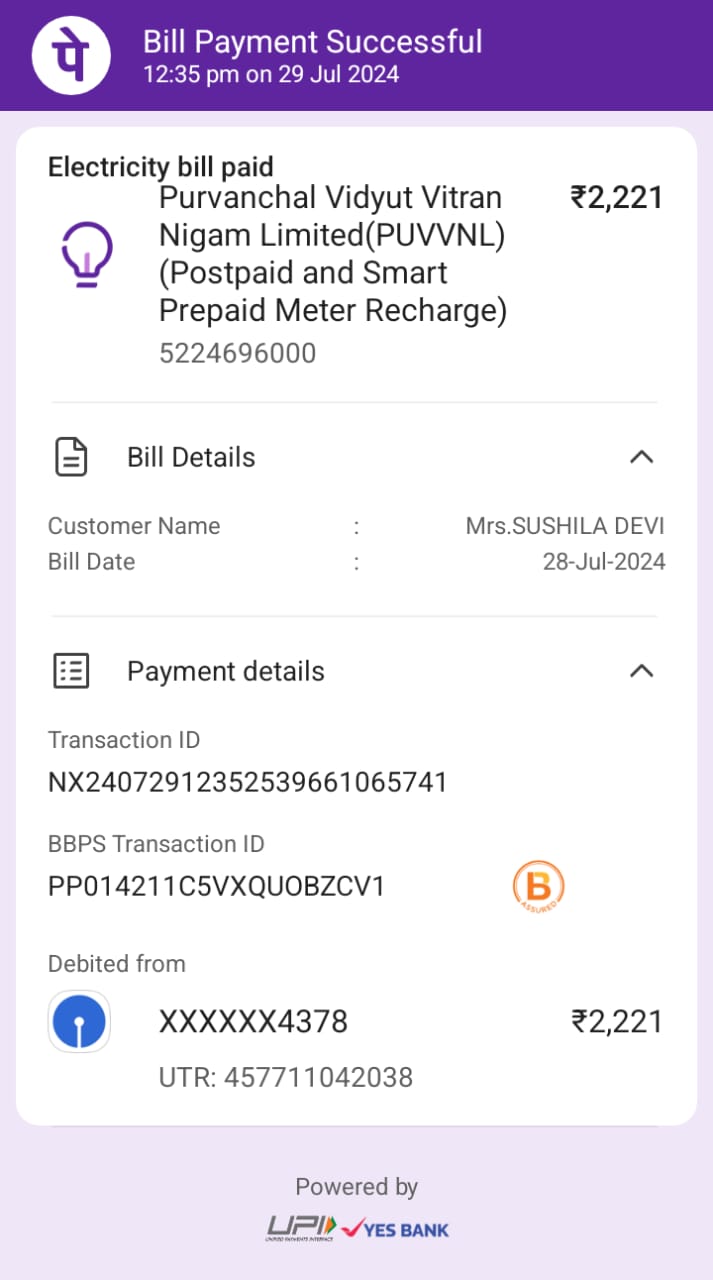 पे
Bill Payment Successful
12:35 pm on 29 Jul 2024
Electricity bill paid
Purvanchal Vidyut Vitran
₹2,221
Nigam Limited(PUVVNL)
(Postpaid and Smart
Prepaid Meter Recharge)
5224696000
Bill Details
Customer Name : Mrs.SUSHILA DEVI
Bill Date : 28-Jul-2024
Payment details
Transaction ID
NX24072912352539661065741
BBPS Transaction ID
PP014211C5VXQUOBZCV1
B
ASSURED
Debited from
XXXXXX4378
₹2,221
UTR: 457711042038
Powered by
UPI
UNIFIED PAYMENTS INTERFACE
YES BANK